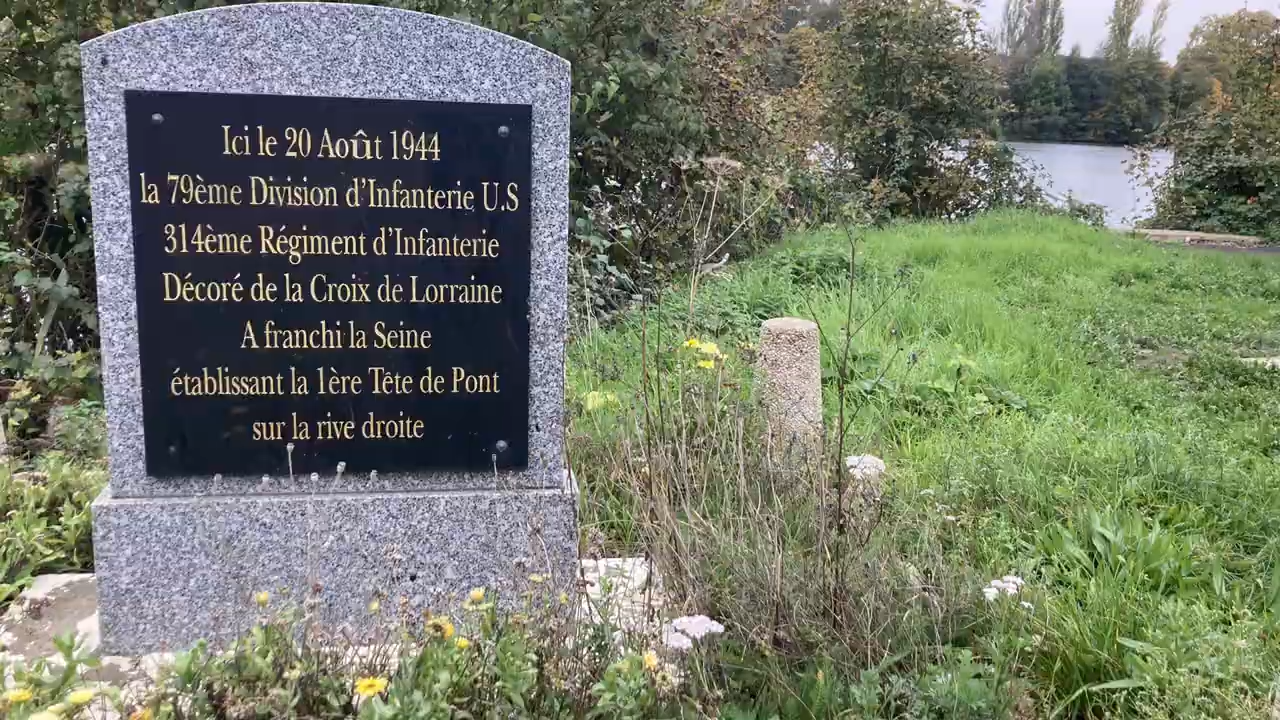 Ici le 20 Août 1944
la 79ème Division d'Infanterie U.S
314ème Régiment d'Infanterie
Décoré de la Croix de Lorraine
A franchi la Seine
établissant la 1ère Tête de Pont
sur la rive droite